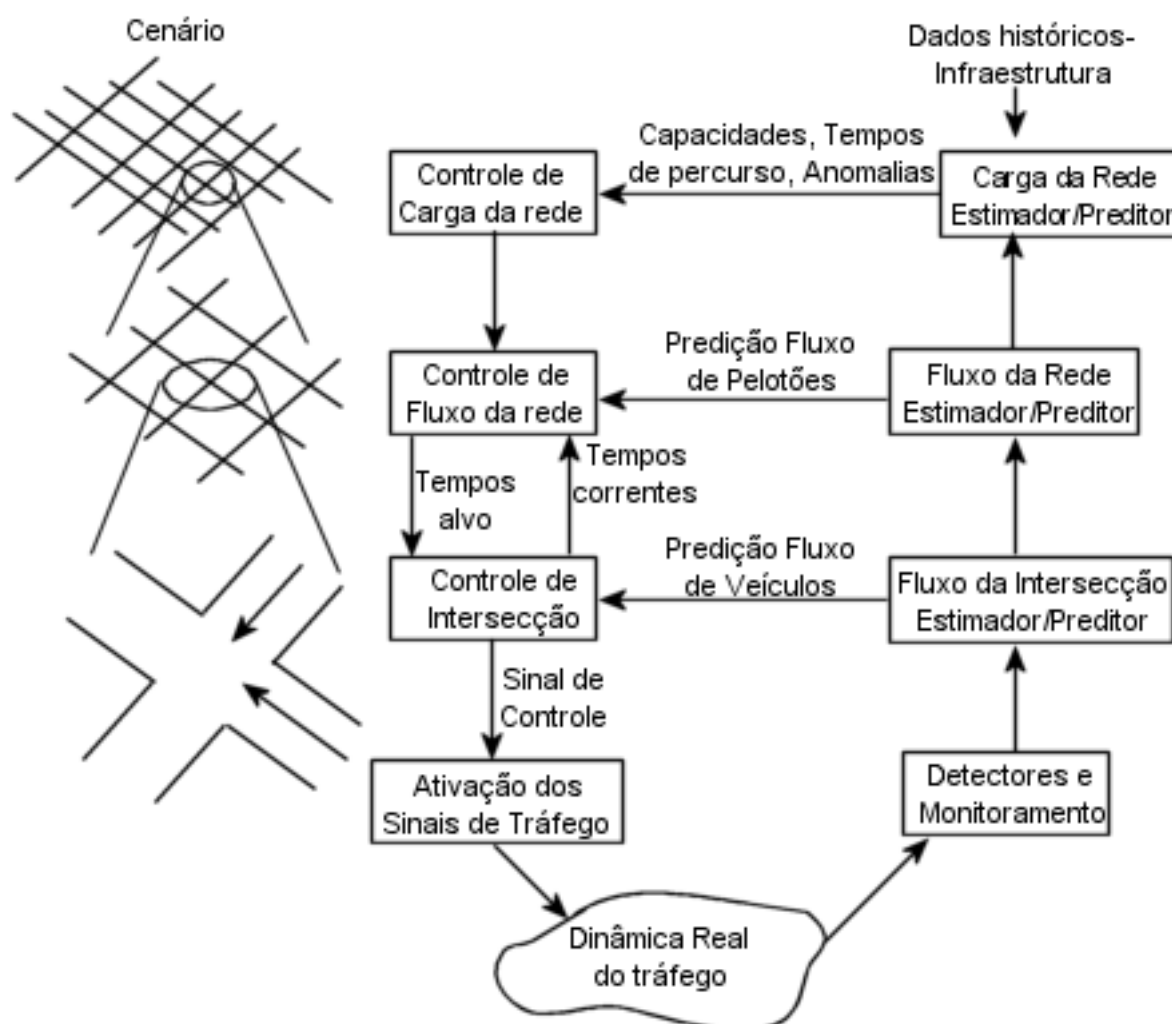 Cenário
Dados históricos-
Infraestrutura
Capacidades, Tempos
de percurso, Anomalias
Controle de
Carga da rede
Carga da Rede
Estimador/Preditor
Predição Fluxo
de Pelotões
Controle de
Fluxo da rede
Fluxo da Rede
Estimador/Preditor
Tempos
alvo
Tempos
correntes
Predição Fluxo
de Veículos
Controle de
Intersecção
Fluxo da Intersecção
Estimador/Preditor
Sinal de
Controle
Ativação dos
Sinais de Tráfego
Detectores e
Monitoramento
Dinâmica Real
do tráfego